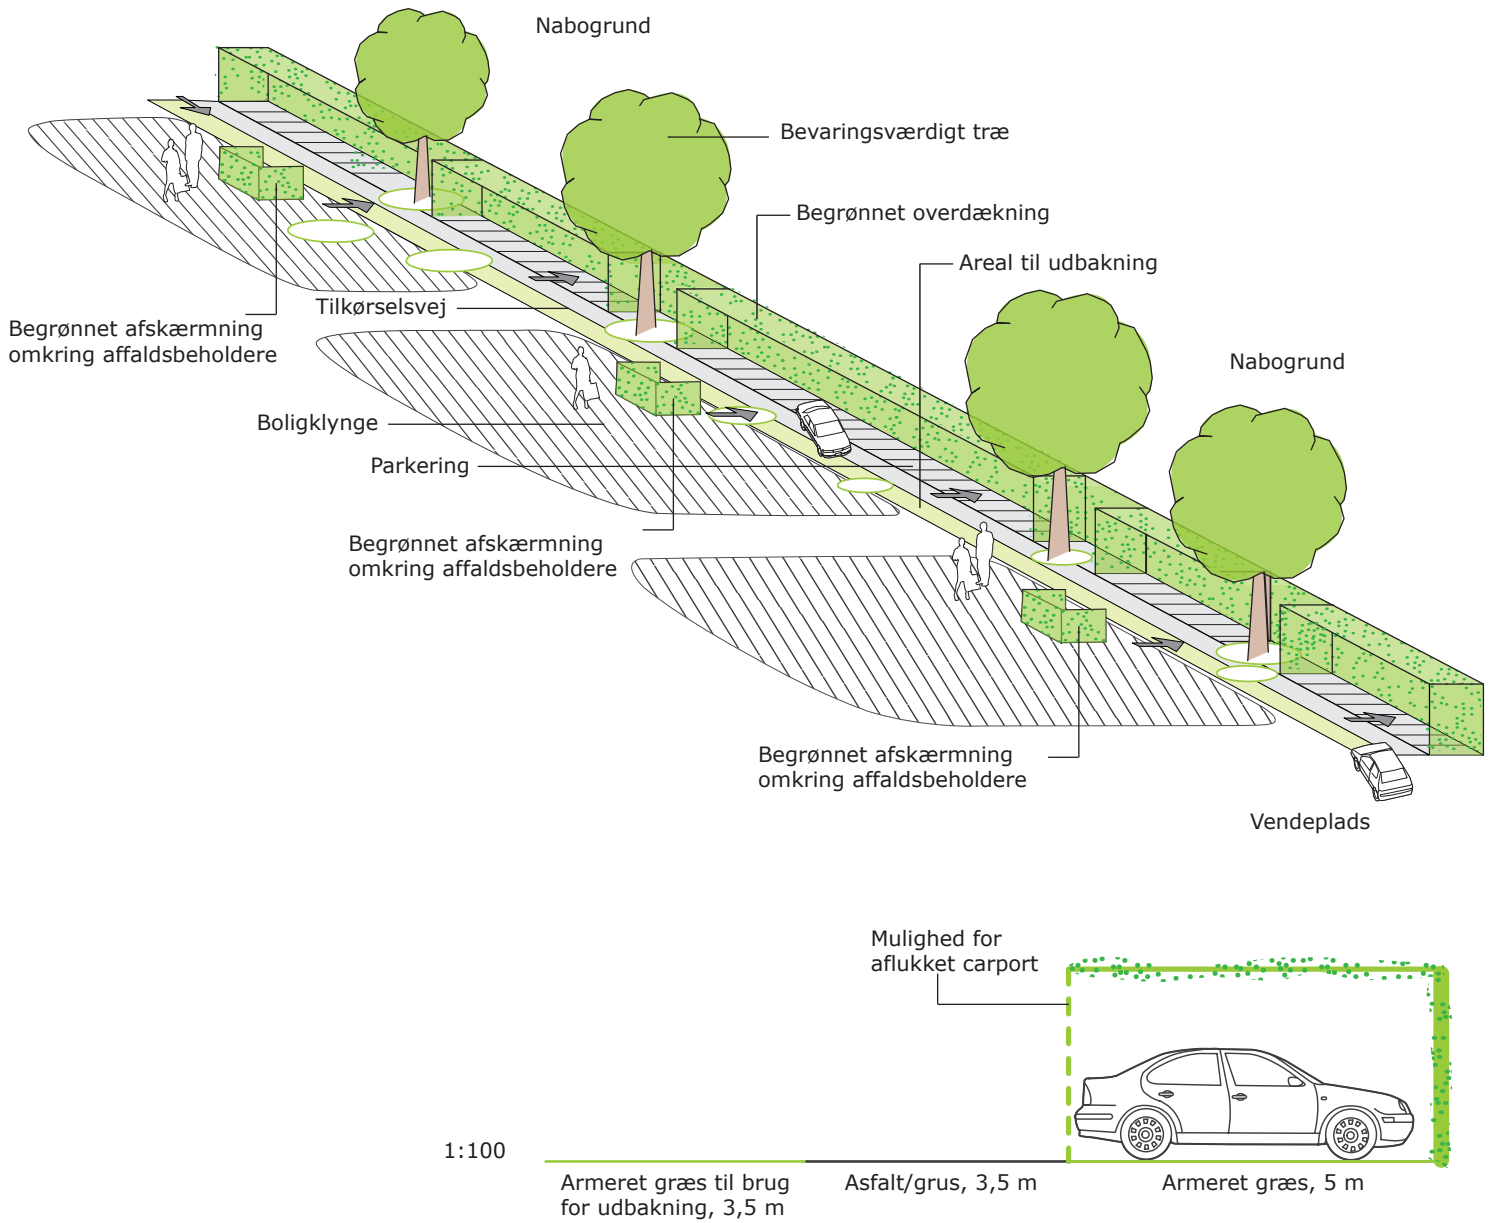 Nabogrund
Bevaringsværdigt træ
Begrønnet overdækning
Areal til udbakning
Tilkørselsvej
Begrønnet afskærmning
omkring affaldsbeholdere
Nabogrund
Boligklynge
Parkering
Begrønnet afskærmning
omkring affaldsbeholdere
Begrønnet afskærmning
omkring affaldsbeholdere
Vendeplads
Mulighed for
aflukket carport
1:100
Armeret græs til brug
for udbakning, 3,5 m
Asfalt/grus, 3,5 m
Armeret græs, 5 m